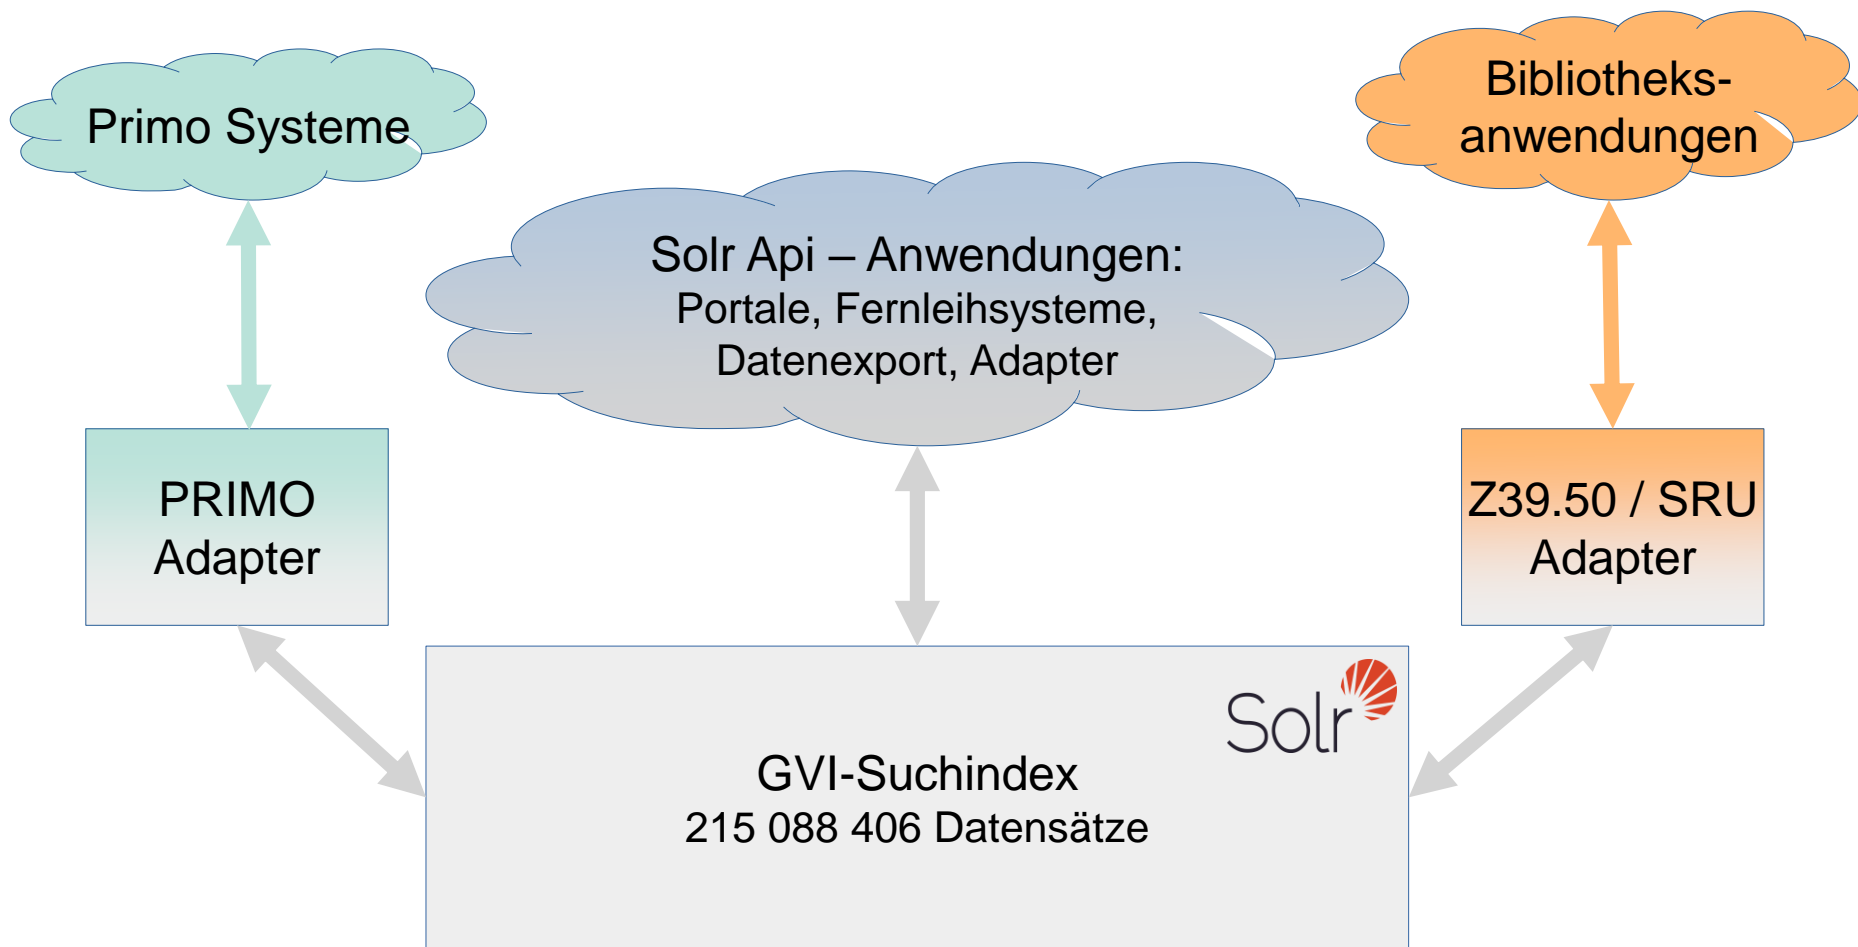 Primo Systeme
Bibliotheks-
anwendungen
Solr Api – Anwendungen:
Portale, Fernleihsysteme,
Datenexport, Adapter
PRIMO
Adapter
Z39.50 / SRU
Adapter
Solr
GVI-Suchindex
215 088 406 Datensätze